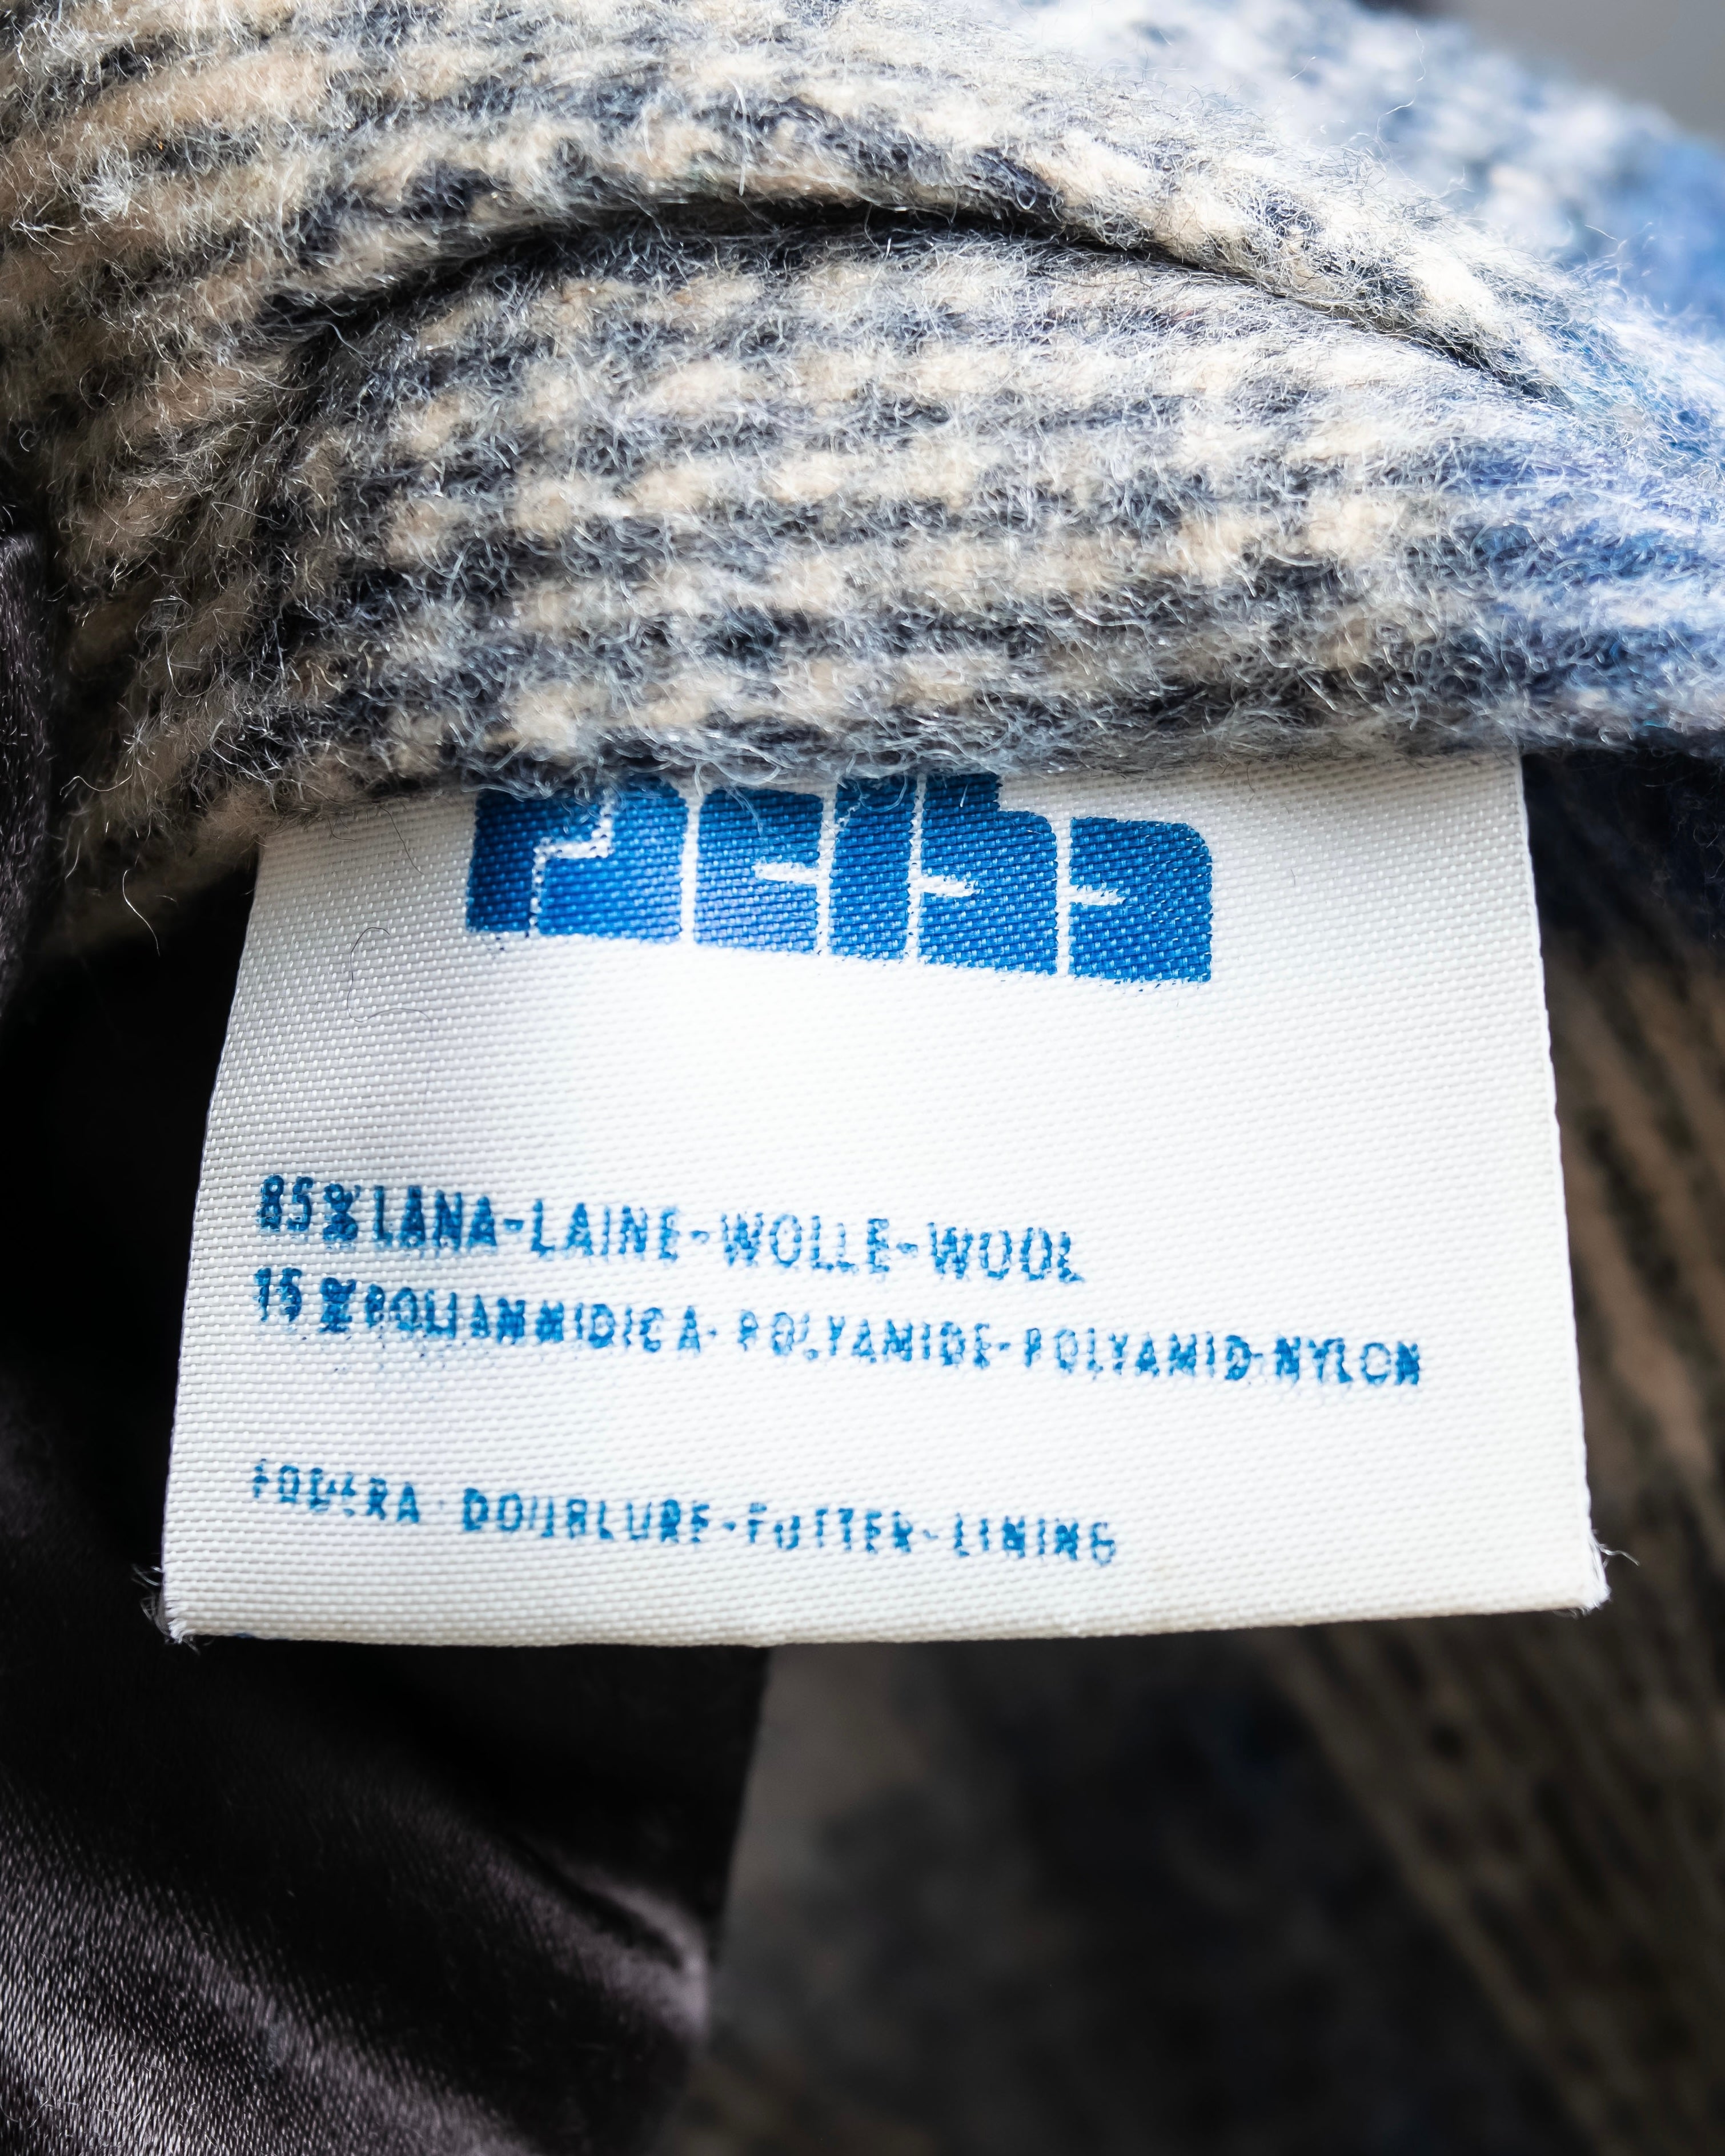 85% LANA-LAINE-WOLLE-WOOL
15% POLIAMMIDICA-POLYAMIDE-POLYAMID-NYLON
FODERA-DOUBLURE-FUTTER-LINING